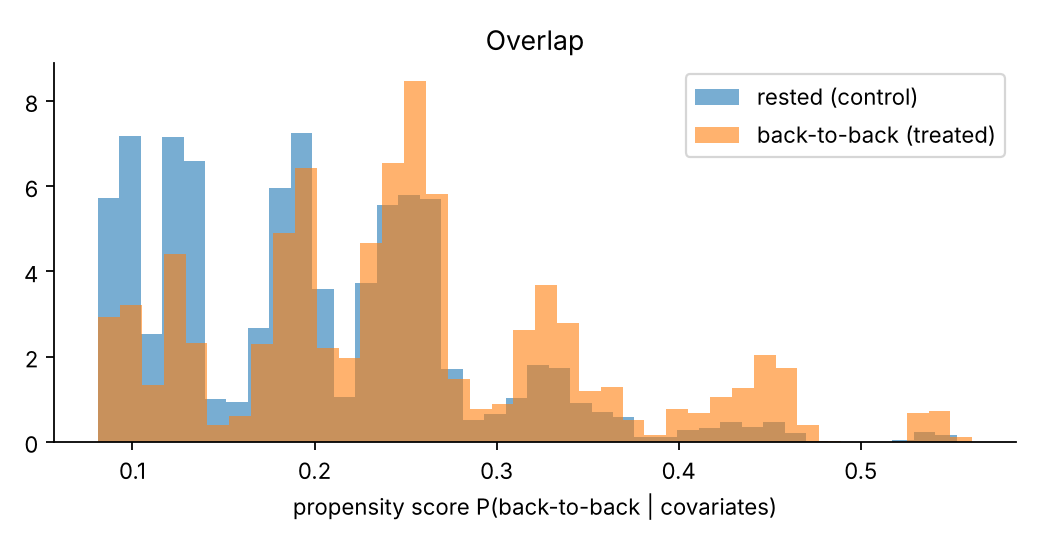 Overlap
rested (control)
back-to-back (treated)
8
6
4
2
0
0.1 0.2 0.3 0.4 0.5
propensity score P(back-to-back | covariates)